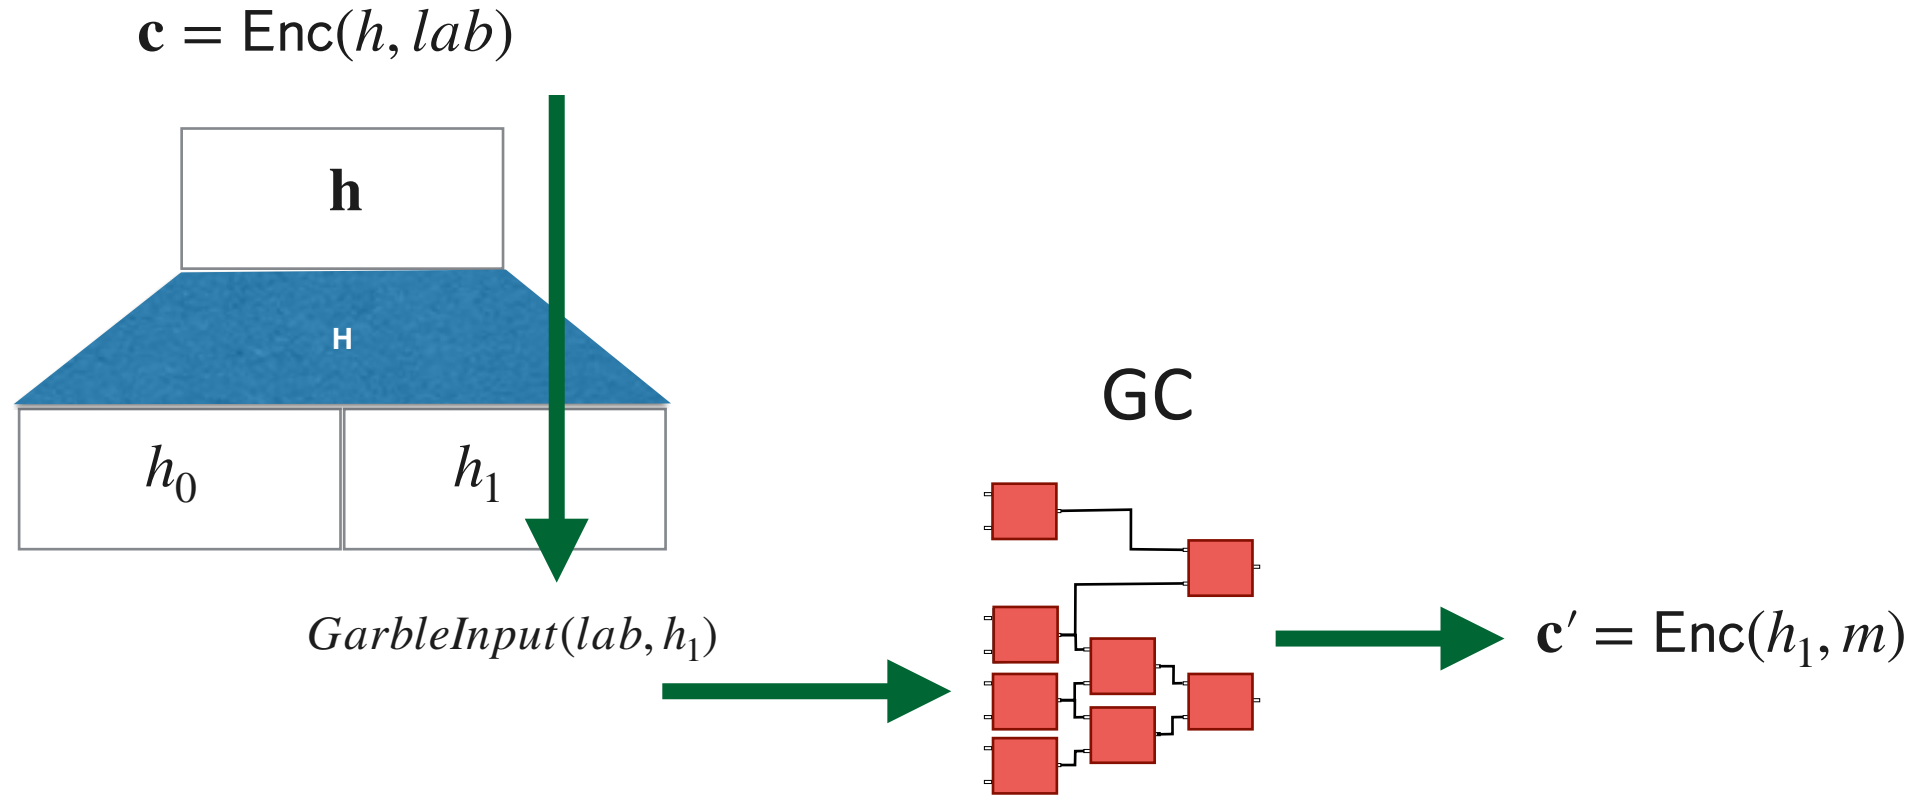 c = Enc(h, lab)
h
H
h₀
h₁
GarbleInput(lab, h₁)
GC
c′ = Enc(h₁, m)